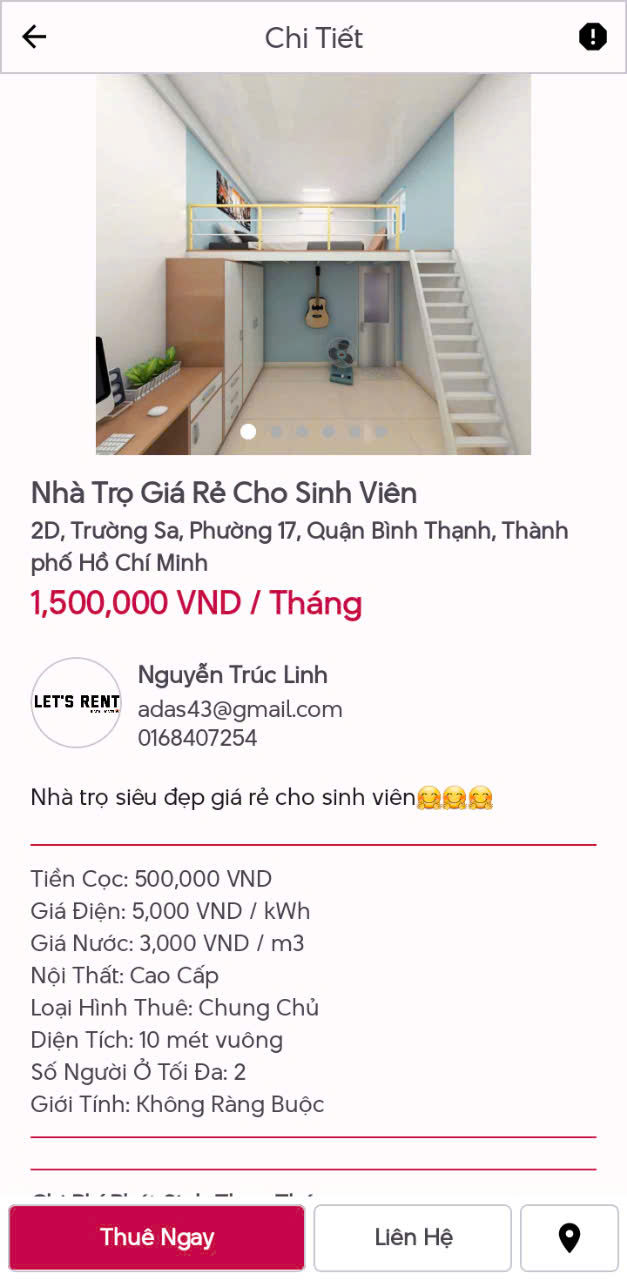 Chi Tiết
Nhà Trọ Giá Rẻ Cho Sinh Viên
2D, Trường Sa, Phường 17, Quận Bình Thạnh, Thành
phố Hồ Chí Minh
1,500,000 VND / Tháng
LET'S RENT
Nguyễn Trúc Linh
adas43@gmail.com
0168407254
Nhà trọ siêu đẹp giá rẻ cho sinh viên🤗🤗🤗
Tiền Cọc: 500,000 VND
Giá Điện: 5,000 VND / kWh
Giá Nước: 3,000 VND / m3
Nội Thất: Cao Cấp
Loại Hình Thuê: Chung Chủ
Diện Tích: 10 mét vuông
Số Người Ở Tối Đa: 2
Giới Tính: Không Ràng Buộc
Thuê Ngay
Liên Hệ